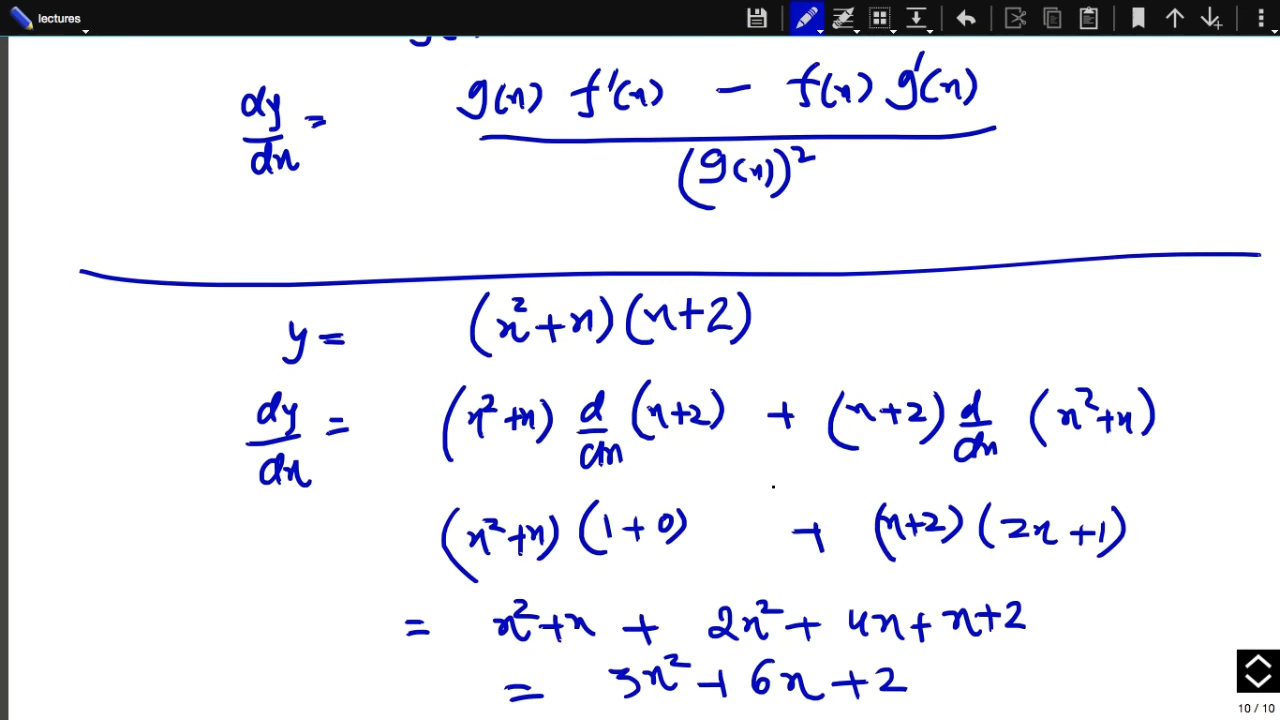 lectures
dy/dx = (g(x) f'(x) - f(x) g'(x)) / (g(x))²
y = (x²+x)(x+2)
dy/dx = (x²+x) d/dx (x+2) + (x+2) d/dx (x²+x)
(x²+x)(1+0) + (x+2)(2x+1)
= x²+x + 2x²+ 4x+x+2
= 3x²+6x+2
10 / 10